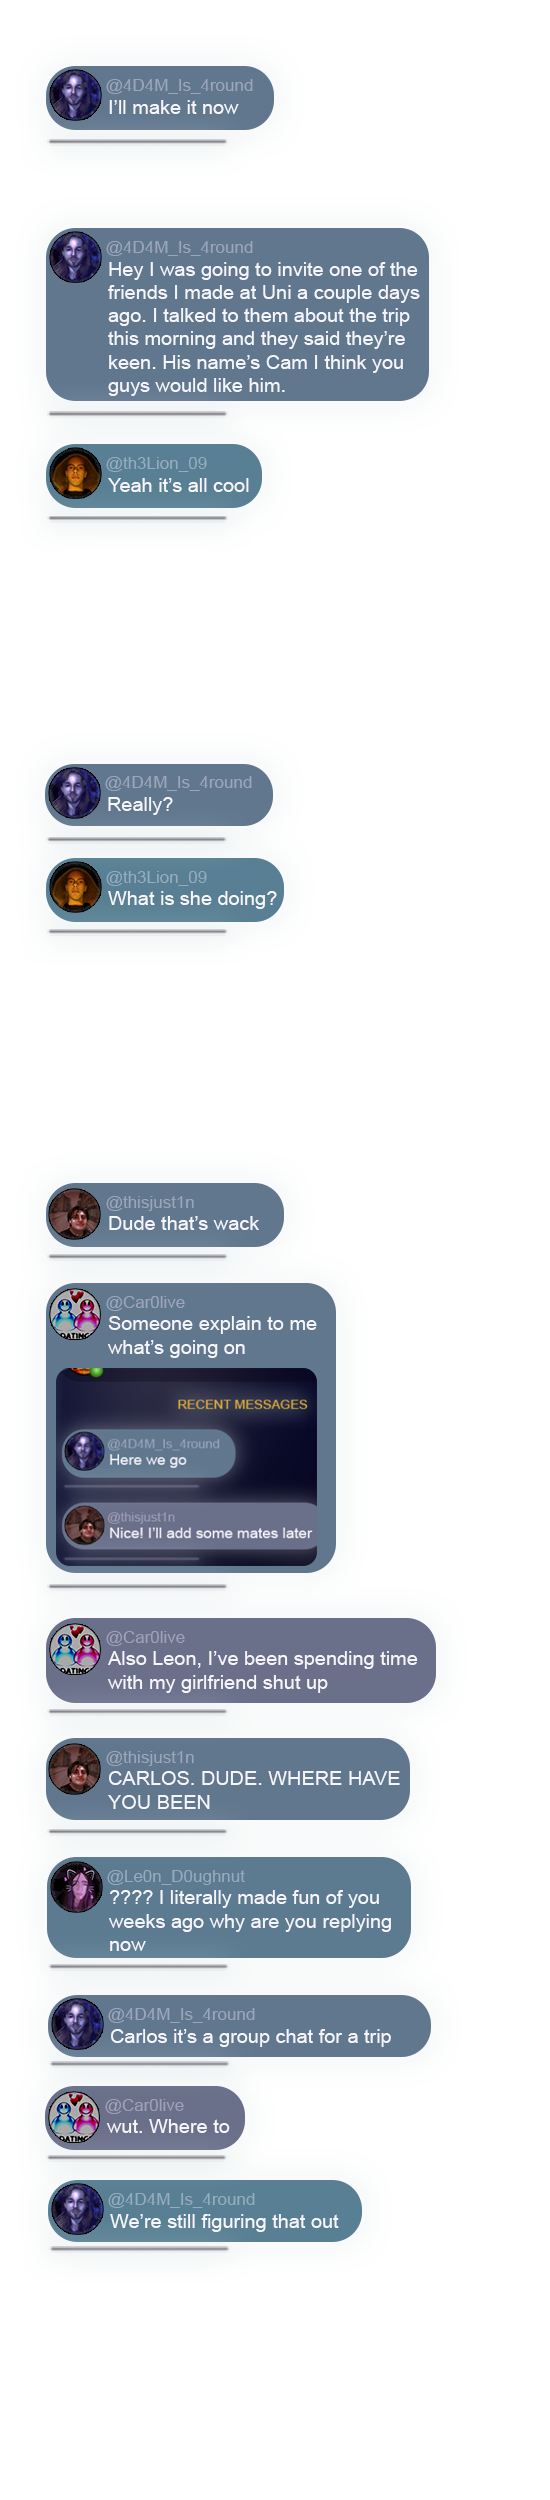 @4D4M_Is_4round
I'll make it now
@4D4M_Is_4round
Hey I was going to invite one of the
friends I made at Uni a couple days
ago. I talked to them about the trip
this morning and they said they're
keen. His name's Cam I think you
guys would like him.
@th3Lion_09
Yeah it's all cool
@4D4M_Is_4round
Really?
@th3Lion_09
What is she doing?
@thisjust1n
Dude that's wack
@Car0live
DATING
Someone explain to me
what's going on
RECENT MESSAGES
@4D4M_Is_4round
Here we go
@thisjust1n
Nice! I'll add some mates later
@Car0live
DATING
Also Leon, I've been spending time
with my girlfriend shut up
@thisjust1n
CARLOS. DUDE. WHERE HAVE
YOU BEEN
@Le0n_D0ughnut
???? I literally made fun of you
weeks ago why are you replying
now
@4D4M_Is_4round
Carlos it's a group chat for a trip
@Car0live
DATING
wut. Where to
@4D4M_Is_4round
We're still figuring that out